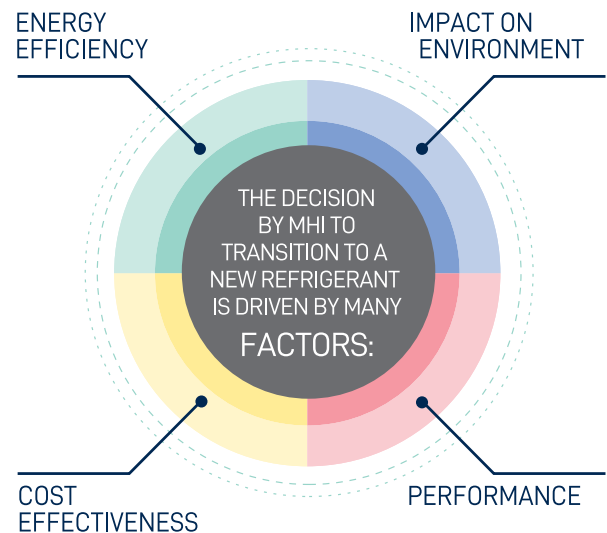 ENERGY
EFFICIENCY
IMPACT ON
ENVIRONMENT
THE DECISION
BY MHI TO
TRANSITION TO A
NEW REFRIGERANT
IS DRIVEN BY MANY
FACTORS:
COST
EFFECTIVENESS
PERFORMANCE